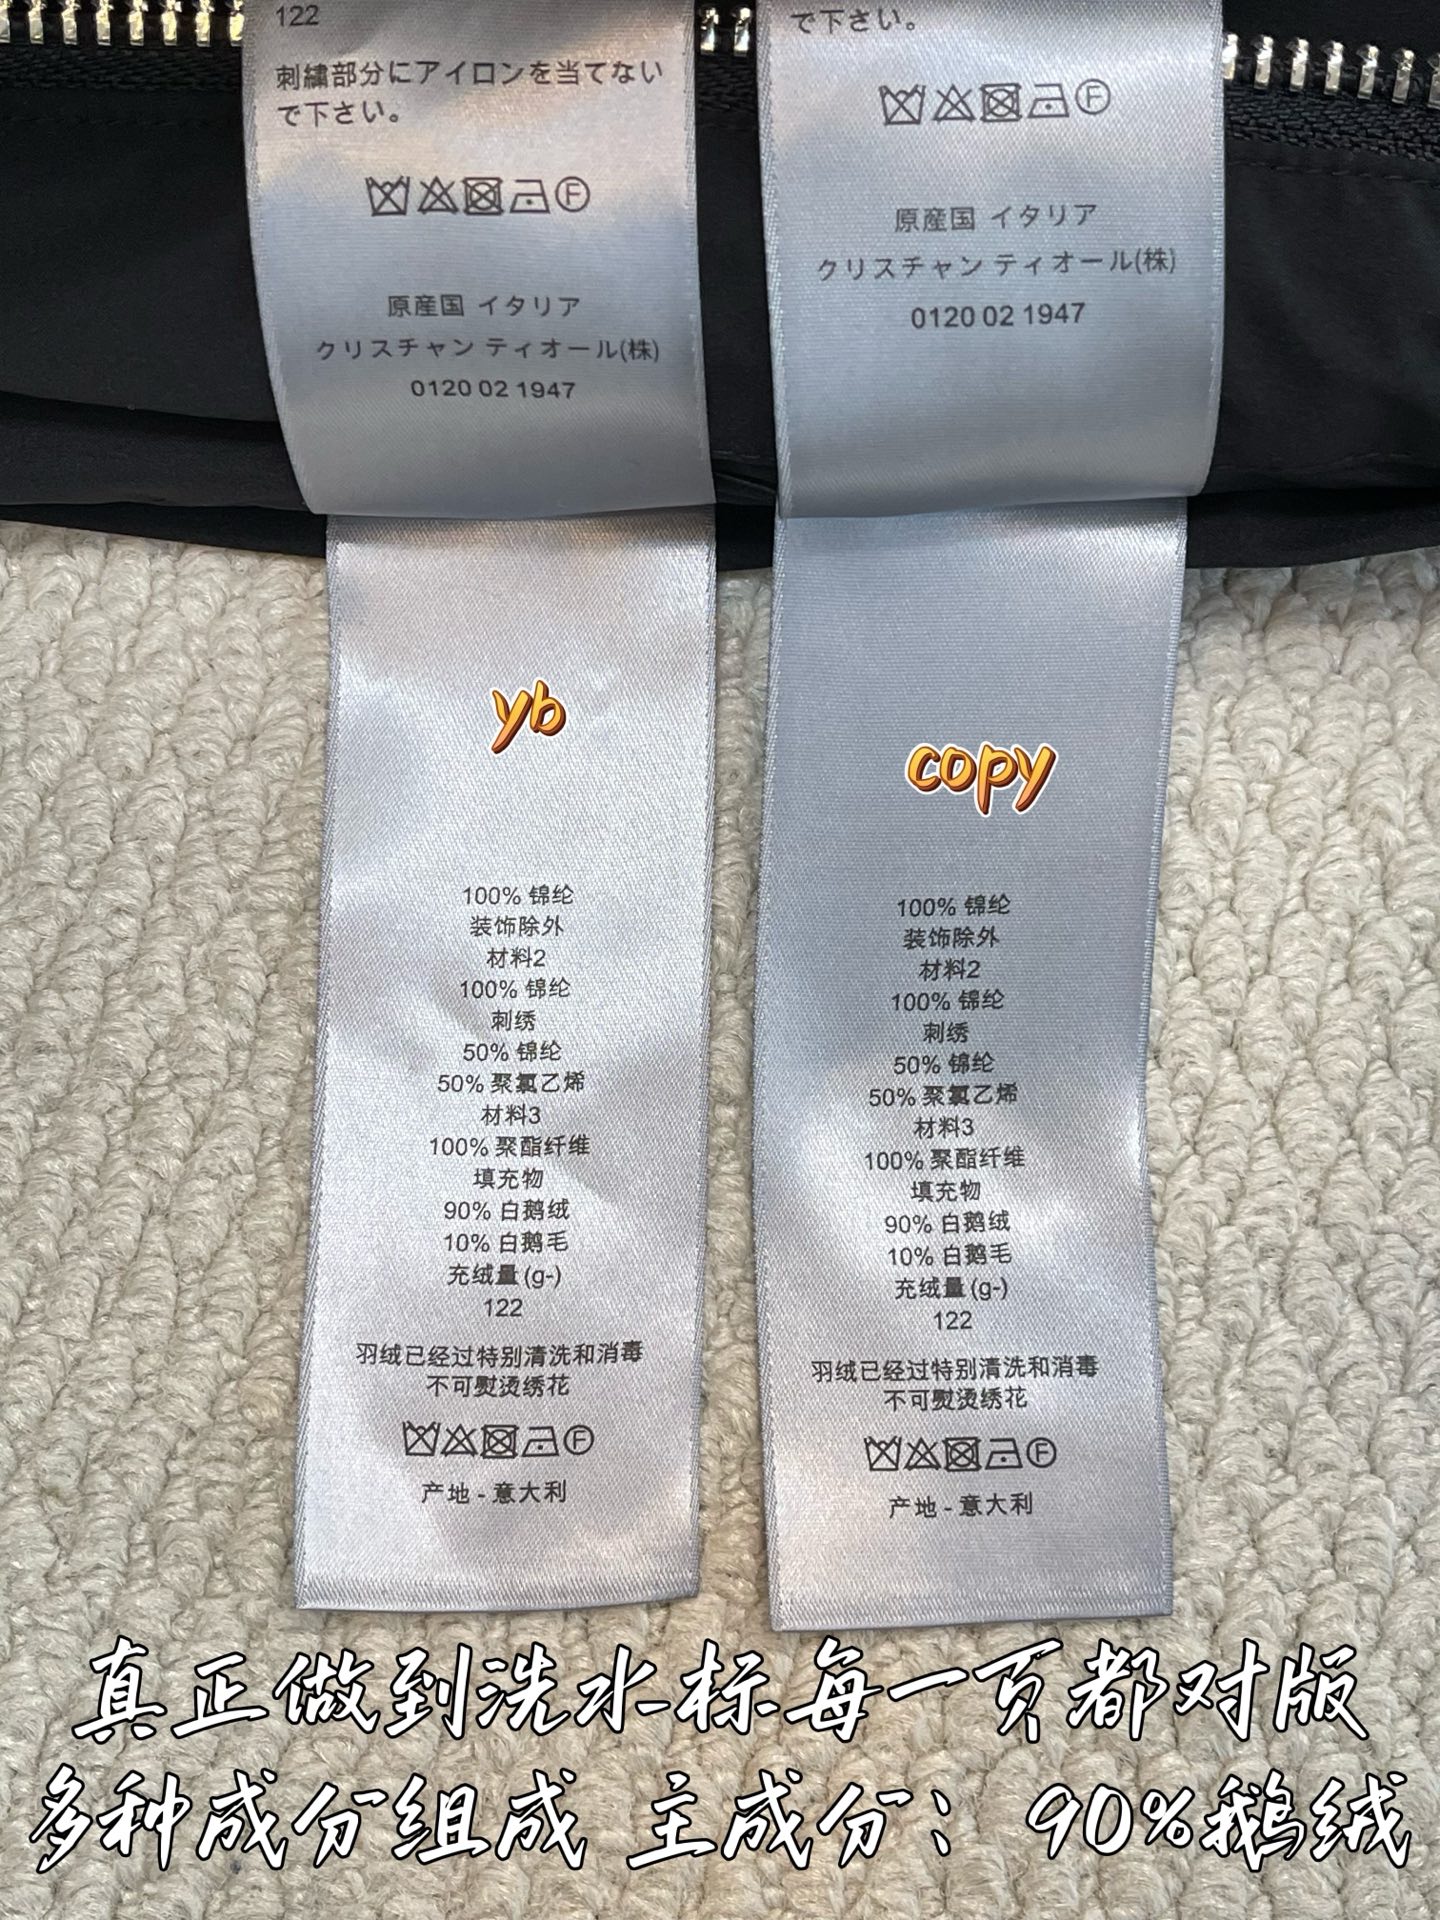 122
刺繍部分にアイロンを当てない
で下さい。
F
原産国 イタリア
クリスチャン ティオール(株)
0120 02 1947
で下さい。
F
原産国 イタリア
クリスチャン ティオール(株)
0120 02 1947
yb
100% 锦纶
装饰除外
材料2
100% 锦纶
刺绣
50% 锦纶
50% 聚氯乙烯
材料3
100% 聚酯纤维
填充物
90% 白鹅绒
10% 白鹅毛
充绒量 (g-)
122
羽绒已经过特别清洗和消毒
不可熨烫绣花
F
产地 - 意大利
copy
100% 锦纶
装饰除外
材料2
100% 锦纶
刺绣
50% 锦纶
50% 聚氯乙烯
材料3
100% 聚酯纤维
填充物
90% 白鹅绒
10% 白鹅毛
充绒量 (g-)
122
羽绒已经过特别清洗和消毒
不可熨烫绣花
F
产地 - 意大利
真正做到洗水标每一页都对版
多种成分组成 主成分：90%鹅绒